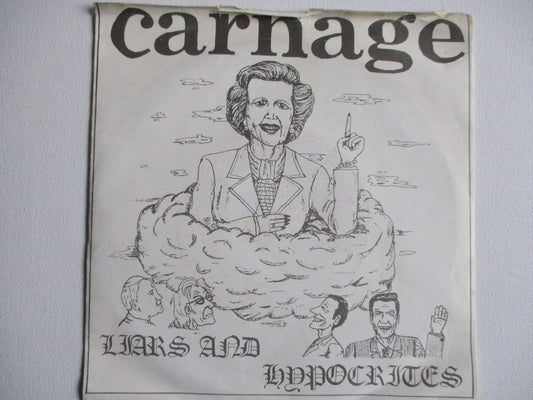 carnage
LIARS AND
HYPOCRITES